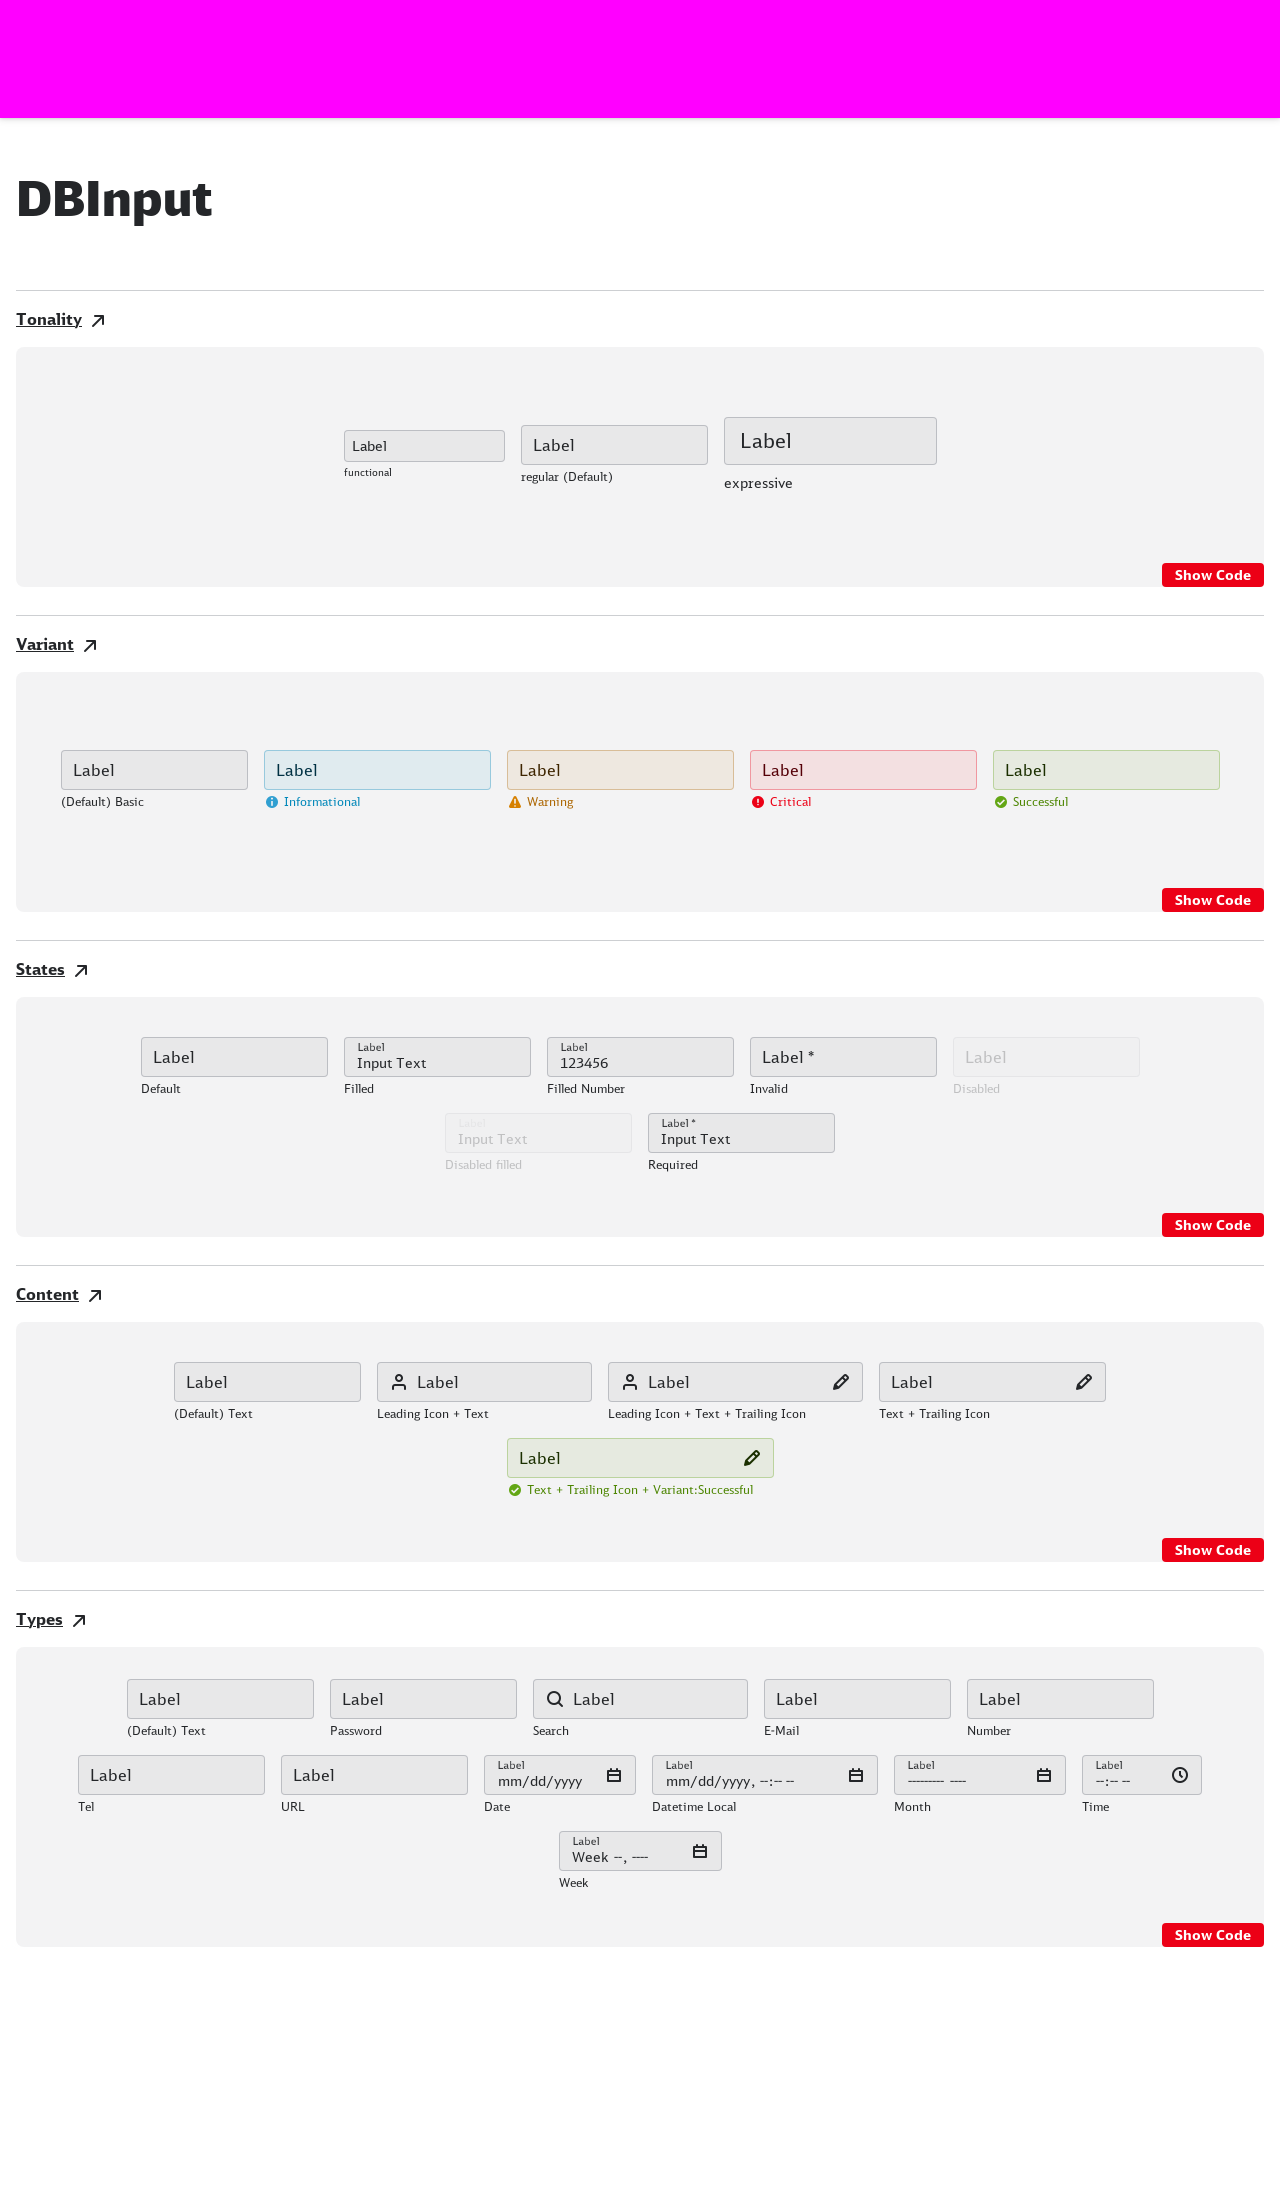 DBInput
Tonality
Label Label Label
functional regular (Default) expressive
Show Code
Variant
Label Label Label Label Label
(Default) Basic Informational Warning Critical Successful
Show Code
States
Label Label Input Text Label 123456 Label * Label
Default Filled Filled Number Invalid Disabled
Label Input Text Label * Input Text
Disabled filled Required
Show Code
Content
Label Label Label Label
(Default) Text Leading Icon + Text Leading Icon + Text + Trailing Icon Text + Trailing Icon
Label
Text + Trailing Icon + Variant:Successful
Show Code
Types
Label Label Label Label Label
(Default) Text Password Search E-Mail Number
Label Label Label mm/dd/yyyy Label mm/dd/yyyy, --:-- -- Label --------- ---- Label --:-- --
Tel URL Date Datetime Local Month Time
Label
Week --, ----
Week
Show Code